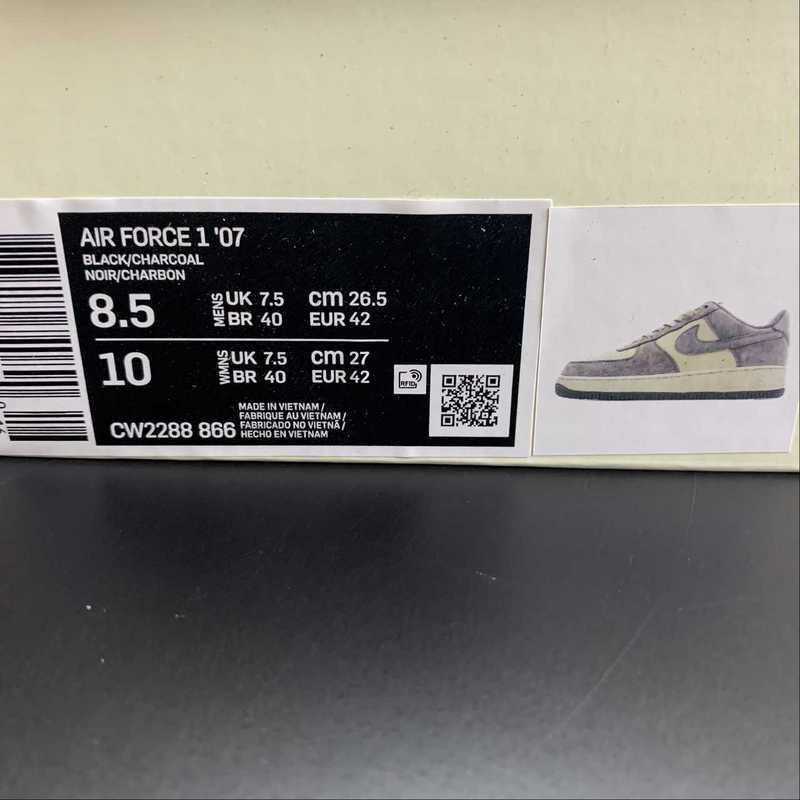 AIR FORCE 1 '07
BLACK/CHARCOAL
NOIR/CHARBON
8.5 MENS UK 7.5 cm 26.5
BR 40 EUR 42
10 WMNS UK 7.5 cm 27
BR 40 EUR 42
RFID
CW2288 866
MADE IN VIETNAM /
FABRIQUE AU VIETNAM /
FABRICADO NO VIETNÃ /
HECHO EN VIETNAM